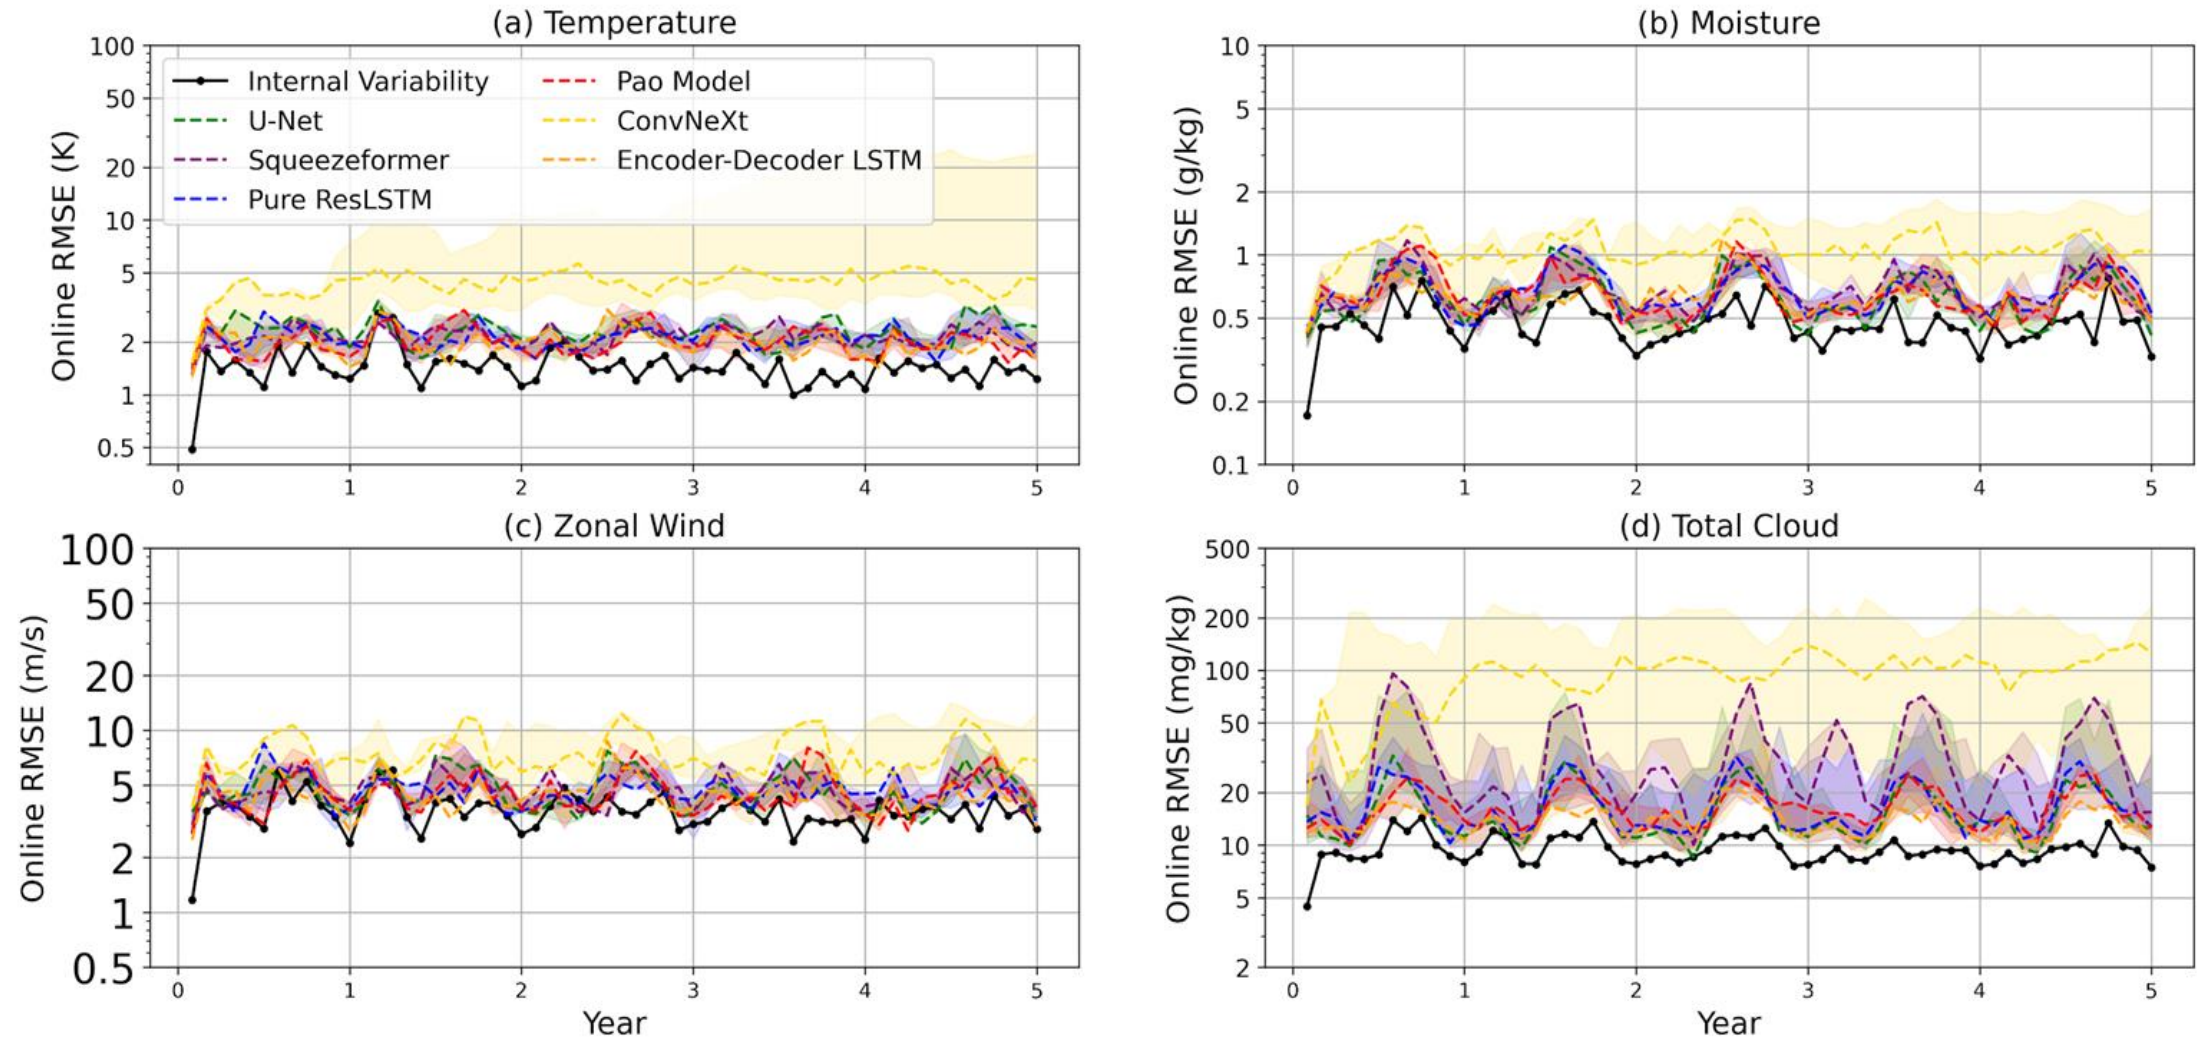 (a) Temperature
Online RMSE (K)
100
50
20
10
5
2
1
0.5
Internal Variability
U-Net
Squeezeformer
Pure ResLSTM
Pao Model
ConvNeXt
Encoder-Decoder LSTM
0 1 2 3 4 5
(b) Moisture
Online RMSE (g/kg)
10
5
2
1
0.5
0.2
0.1
0 1 2 3 4 5
(c) Zonal Wind
Online RMSE (m/s)
100
50
20
10
5
2
1
0.5
0 1 2 3 4 5
Year
(d) Total Cloud
Online RMSE (mg/kg)
500
200
100
50
20
10
5
2
0 1 2 3 4 5
Year